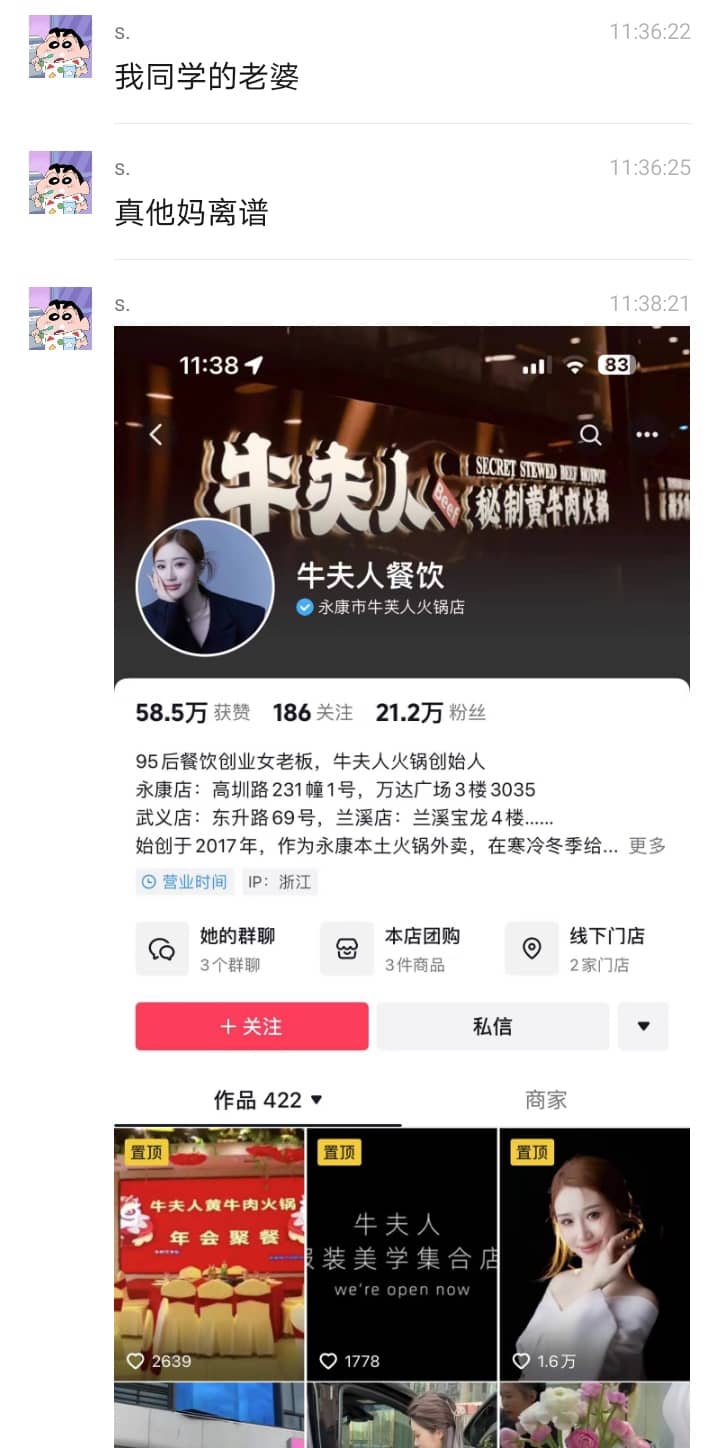 s.
11:36:22
我同学的老婆
s.
11:36:25
真他妈离谱
s.
11:38:21
11:38
83
牛夫人
Beef
SECRET STEWED BEEF HOTPOT
秘制黄牛肉火锅
牛夫人餐饮
永康市牛芙人火锅店
58.5万 获赞 186 关注 21.2万 粉丝
95后餐饮创业女老板，牛夫人火锅创始人
永康店：高圳路231幢1号，万达广场3楼3035
武义店：东升路69号，兰溪店：兰溪宝龙4楼......
始创于2017年，作为永康本土火锅外卖，在寒冷冬季给... 更多
营业时间 IP：浙江
她的群聊
3个群聊
本店团购
3件商品
线下门店
2家门店
+ 关注
私信
作品 422 ▼
商家
置顶
牛夫人黄牛肉火锅
年会聚餐
2639
置顶
牛夫人
服装美学集合店
we're open now
1778
置顶
1.6万